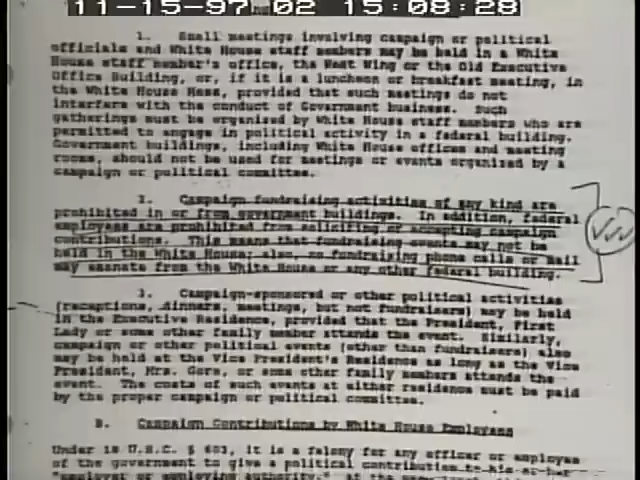 11-15-97 02 15:08:28
1. Small meetings involving campaign or political
officials and White House staff members may be held in a White
House staff member's office, the West Wing or the Old Executive
Office Building, or, if it is a luncheon or breakfast meeting, in
the White House Mess, provided that such meetings do not
interfere with the conduct of Government business. Such
gatherings must be organized by White House staff members who are
permitted to engage in political activity in a federal building.
Government buildings, including White House offices and meeting
rooms, should not be used for meetings or events organized by a
campaign or political committee.
2. Campaign fundraising activities of any kind are
prohibited in or from government buildings. In addition, federal
employees are prohibited from soliciting or accepting campaign
contributions. This means that fundraising events may not be
held in the White House; also, no fundraising phone calls or mail
may emanate from the White House or any other federal building.
3. Campaign-sponsored or other political activities
(receptions, dinners, meetings, but not fundraisers) may be held
in the Executive Residence, provided that the President, First
Lady or some other family member attends the event. Similarly,
campaign or other political events (other than fundraisers) also
may be held at the Vice President's Residence as long as the Vice
President, Mrs. Gore, or some other family members attends the
event. The costs of such events at either residence must be paid
by the proper campaign or political committee.
B. Campaign Contributions by White House Employees
Under 18 U.S.C. § 603, it is a felony for any officer or employee
of the government to give a political contribution to his or her
"employer or employing authority." At the same